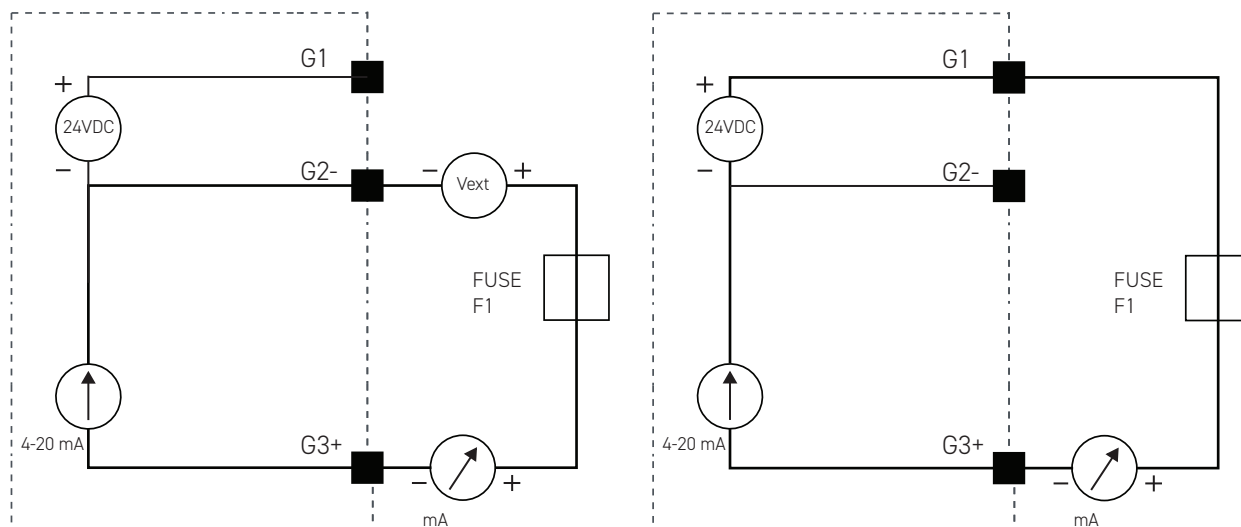 G1
+
24VDC
−
G2-
−
Vext
+
FUSE
F1
4-20 mA
G3+
−
+
mA
G1
+
24VDC
−
G2-
FUSE
F1
4-20 mA
G3+
−
+
mA